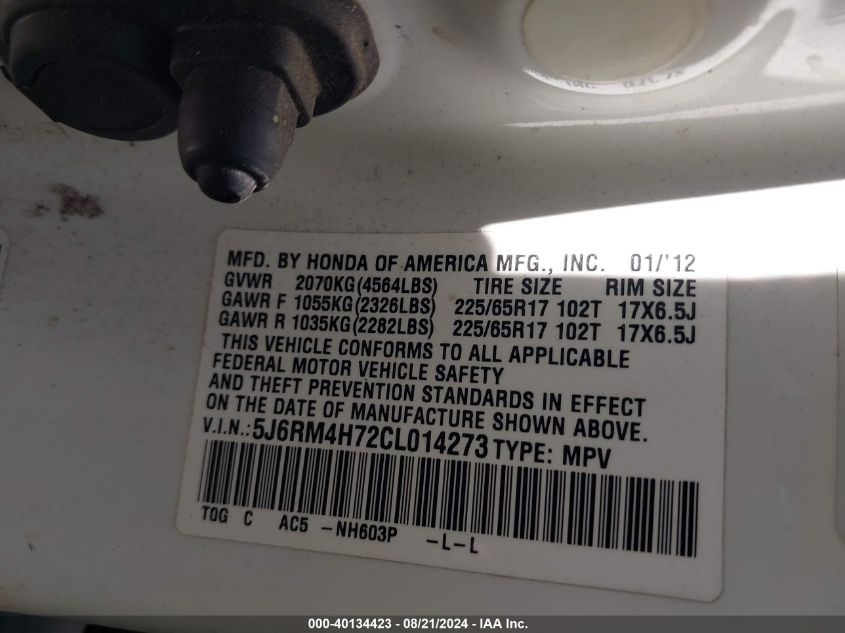 MFD. BY HONDA OF AMERICA MFG., INC. 01/'12
GVWR 2070KG(4564LBS) TIRE SIZE RIM SIZE
GAWR F 1055KG(2326LBS) 225/65R17 102T 17X6.5J
GAWR R 1035KG(2282LBS) 225/65R17 102T 17X6.5J
THIS VEHICLE CONFORMS TO ALL APPLICABLE
FEDERAL MOTOR VEHICLE SAFETY
AND THEFT PREVENTION STANDARDS IN EFFECT
ON THE DATE OF MANUFACTURE SHOWN ABOVE.
V.I.N.: 5J6RM4H72CL014273 TYPE: MPV
TOG C AC5 -NH603P -L-L
000-40134423 - 08/21/2024 - IAA Inc.